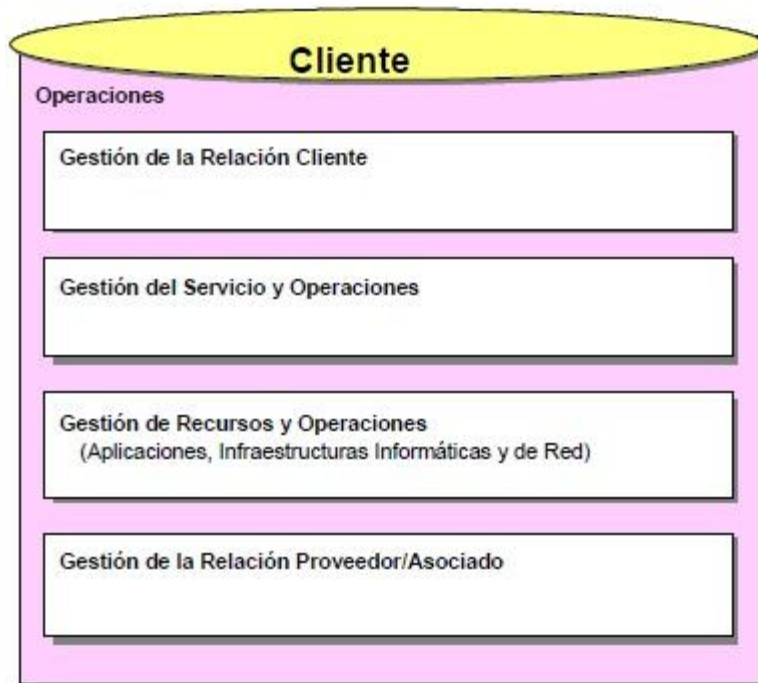 Cliente
Operaciones
Gestión de la Relación Cliente
Gestión del Servicio y Operaciones
Gestión de Recursos y Operaciones
(Aplicaciones, Infraestructuras Informáticas y de Red)
Gestión de la Relación Proveedor/Asociado